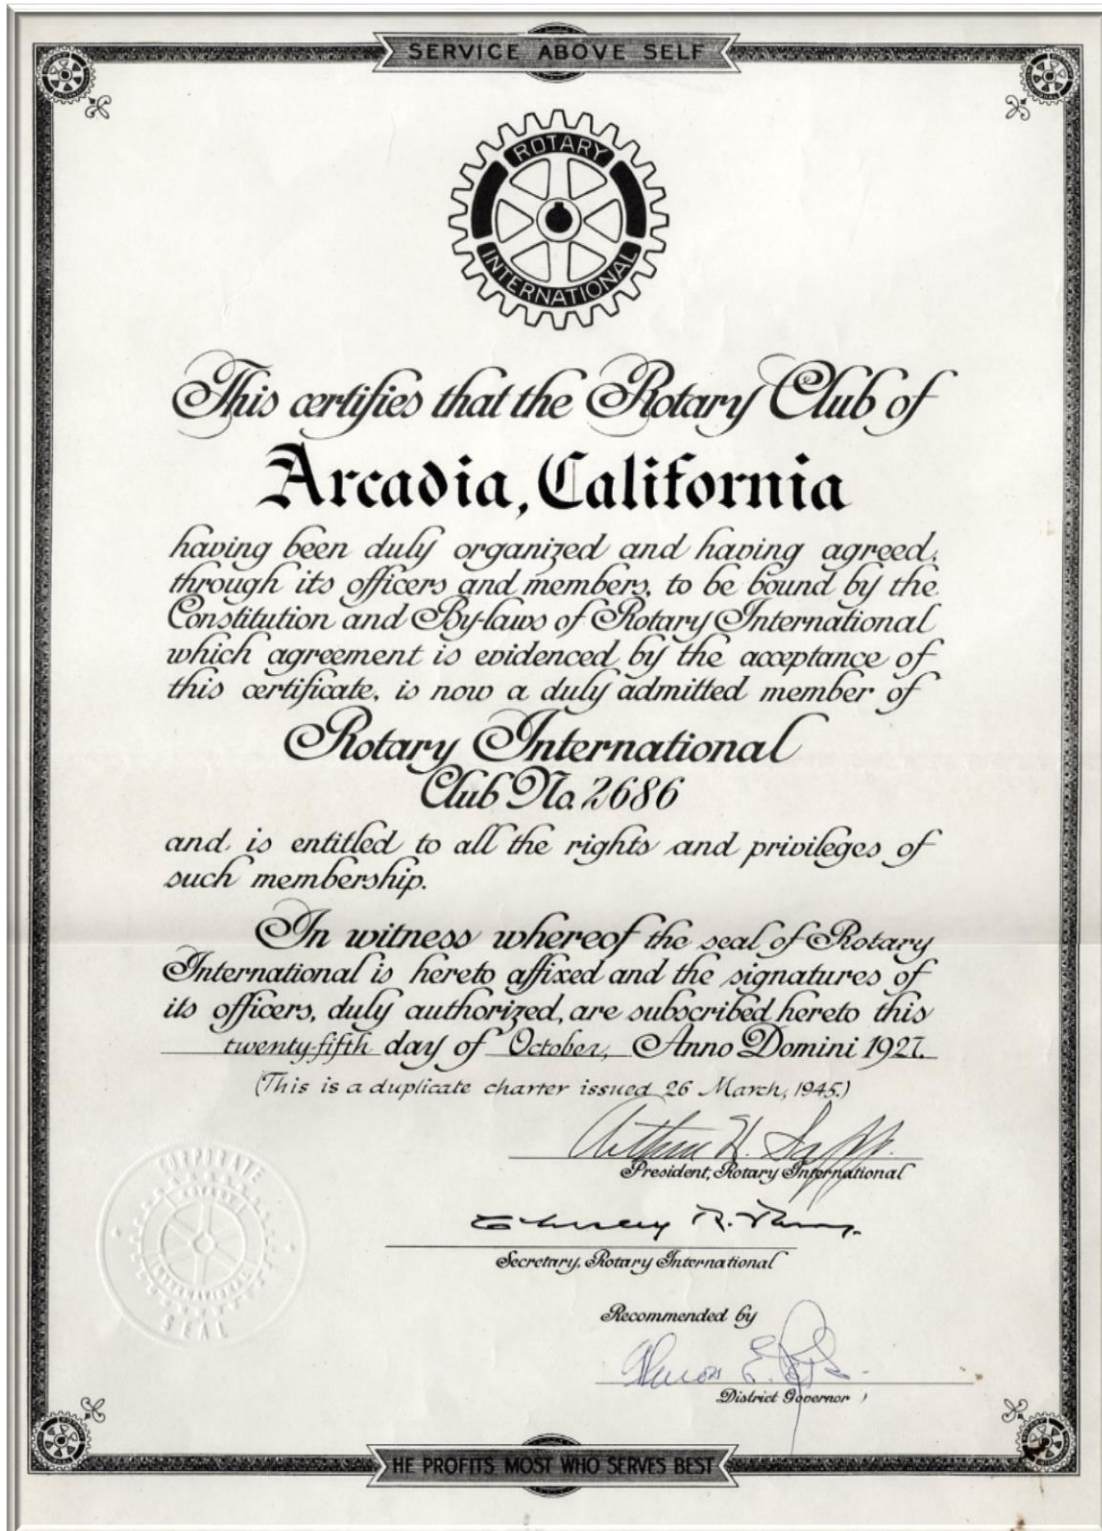 SERVICE ABOVE SELF
ROTARY
INTERNATIONAL
This certifies that the Rotary Club of
Arcadia, California
having been duly organized and having agreed,
through its officers and members, to be bound by the
Constitution and By-laws of Rotary International
which agreement is evidenced by the acceptance of
this certificate, is now a duly admitted member of
Rotary International
Club No. 2686
and is entitled to all the rights and privileges of
such membership.
In witness whereof the seal of Rotary
International is hereto affixed and the signatures of
its officers, duly authorized, are subscribed hereto this
twenty-fifth day of October, Anno Domini 1927.
(This is a duplicate charter issued 26 March, 1945.)
Arthur H. Sapp
President, Rotary International
Secretary, Rotary International
CORPORATE
ROTARY
INTERNATIONAL
SEAL
Recommended by
District Governor
HE PROFITS MOST WHO SERVES BEST